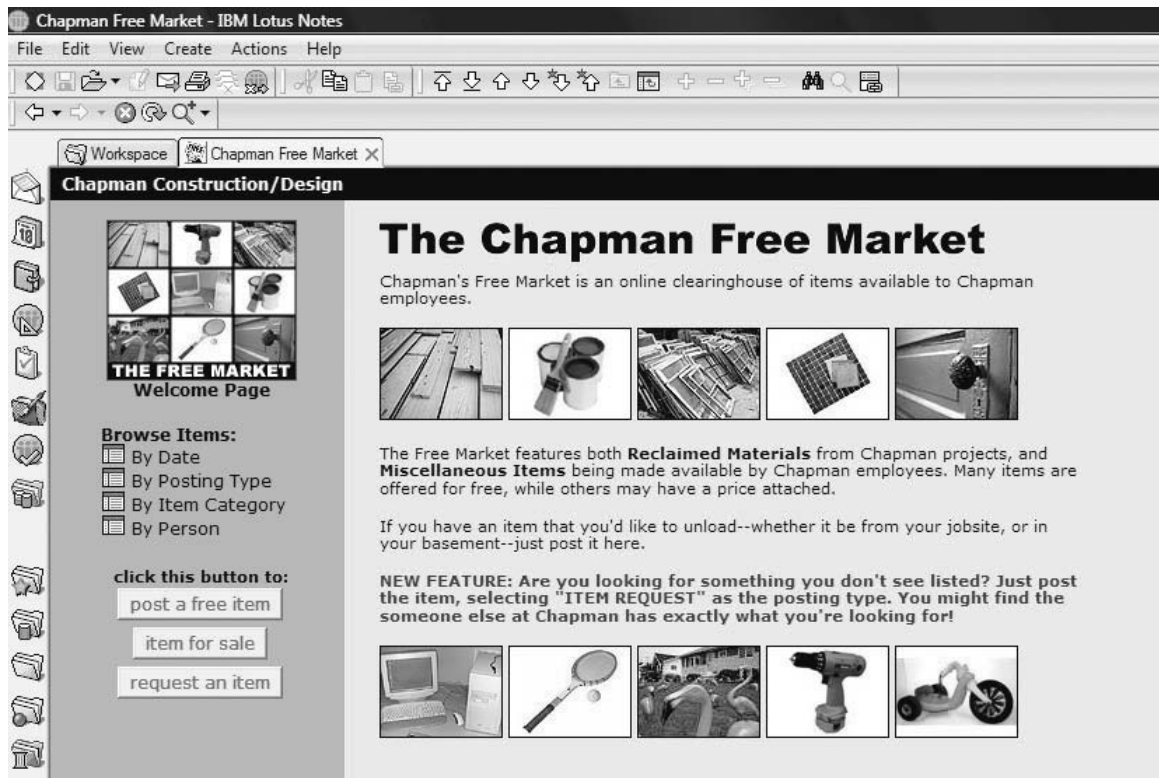 Chapman Free Market - IBM Lotus Notes
File Edit View Create Actions Help
Workspace Chapman Free Market
Chapman Construction/Design
THE FREE MARKET
Welcome Page
Browse Items:
By Date
By Posting Type
By Item Category
By Person
click this button to:
post a free item
item for sale
request an item
The Chapman Free Market
Chapman's Free Market is an online clearinghouse of items available to Chapman
employees.
The Free Market features both Reclaimed Materials from Chapman projects, and
Miscellaneous Items being made available by Chapman employees. Many items are
offered for free, while others may have a price attached.
If you have an item that you'd like to unload--whether it be from your jobsite, or in
your basement--just post it here.
NEW FEATURE: Are you looking for something you don't see listed? Just post
the item, selecting "ITEM REQUEST" as the posting type. You might find the
someone else at Chapman has exactly what you're looking for!